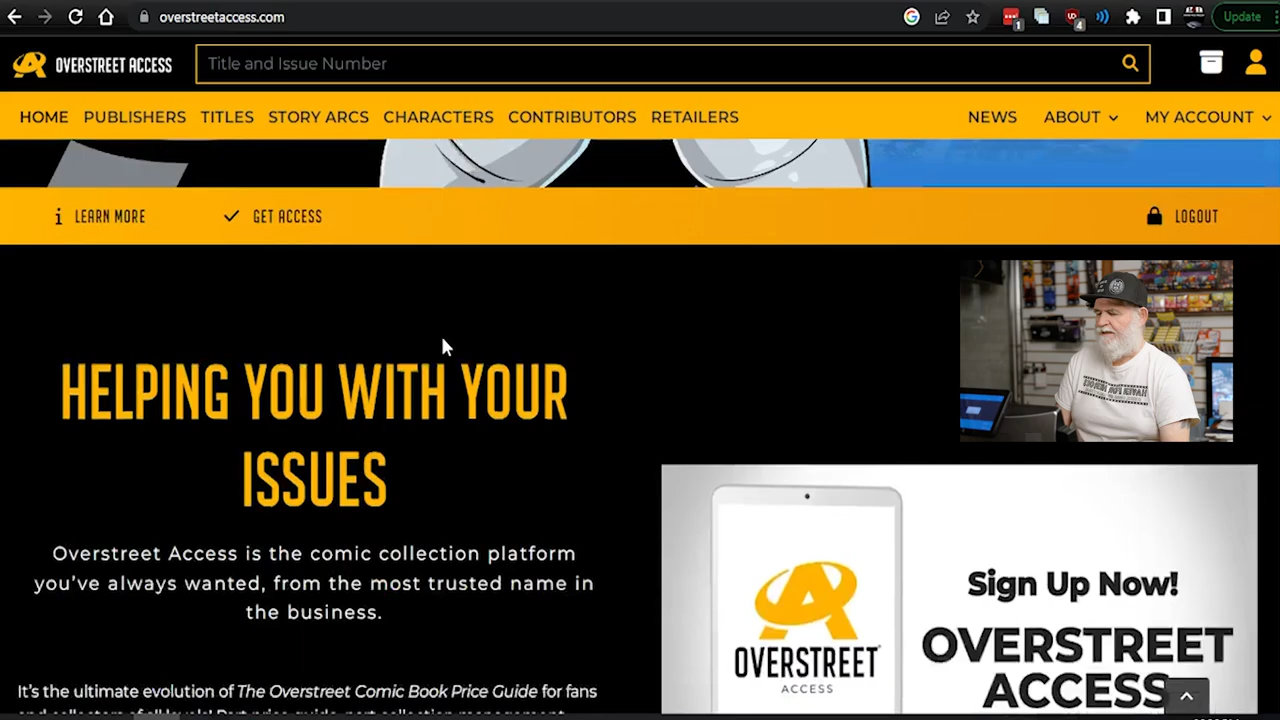 overstreetaccess.com
1
4
Update
OVERSTREET ACCESS
Title and Issue Number
HOME PUBLISHERS TITLES STORY ARCS CHARACTERS CONTRIBUTORS RETAILERS NEWS ABOUT MY ACCOUNT
LEARN MORE GET ACCESS LOGOUT
HELPING YOU WITH YOUR
ISSUES
Overstreet Access is the comic collection platform
you've always wanted, from the most trusted name in
the business.
It's the ultimate evolution of The Overstreet Comic Book Price Guide for fans
Sign Up Now!
OVERSTREET
ACCESS
OVERSTREET
ACCESS